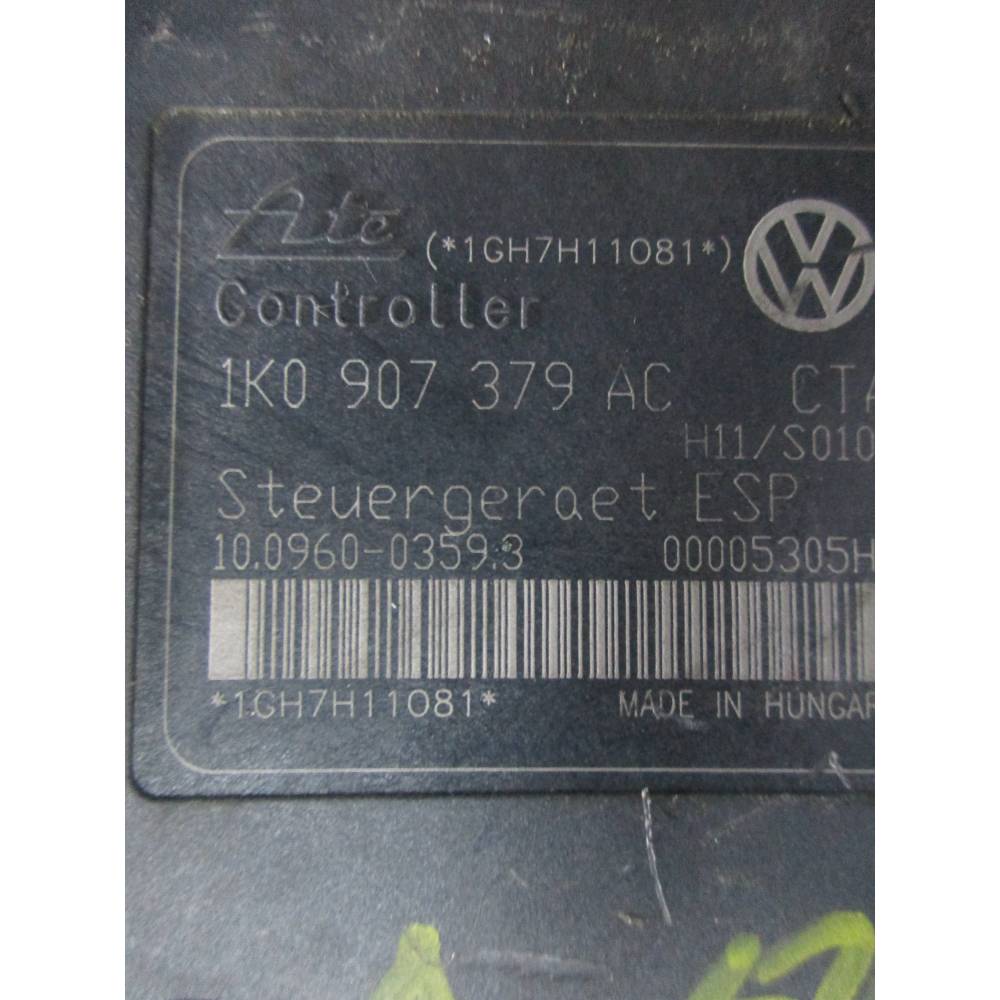 Ate (*1GH7H11081*)
Controller
1K0 907 379 AC CTA
H11/S010
Steuergeraet ESP
10.0960-0359.3 00005305H
*1GH7H11081*
MADE IN HUNGAR